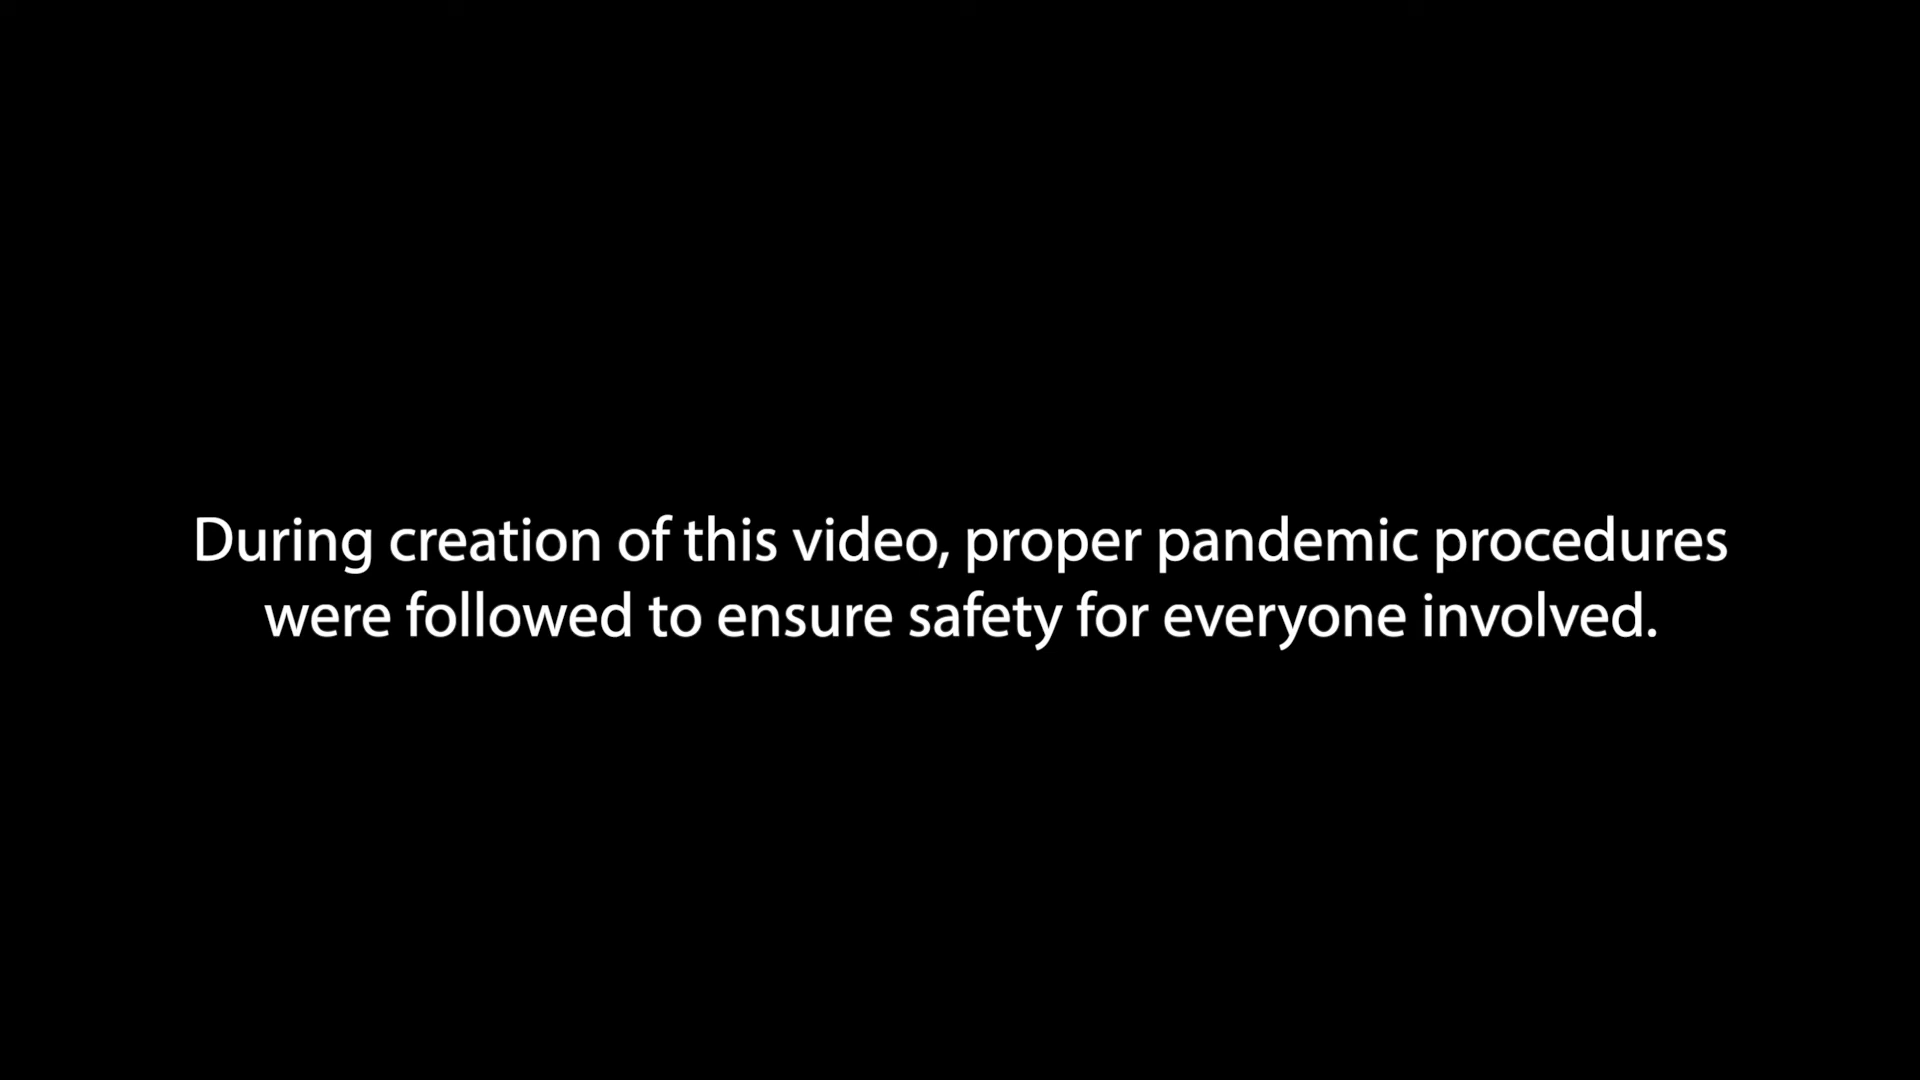 During creation of this video, proper pandemic procedures
were followed to ensure safety for everyone involved.